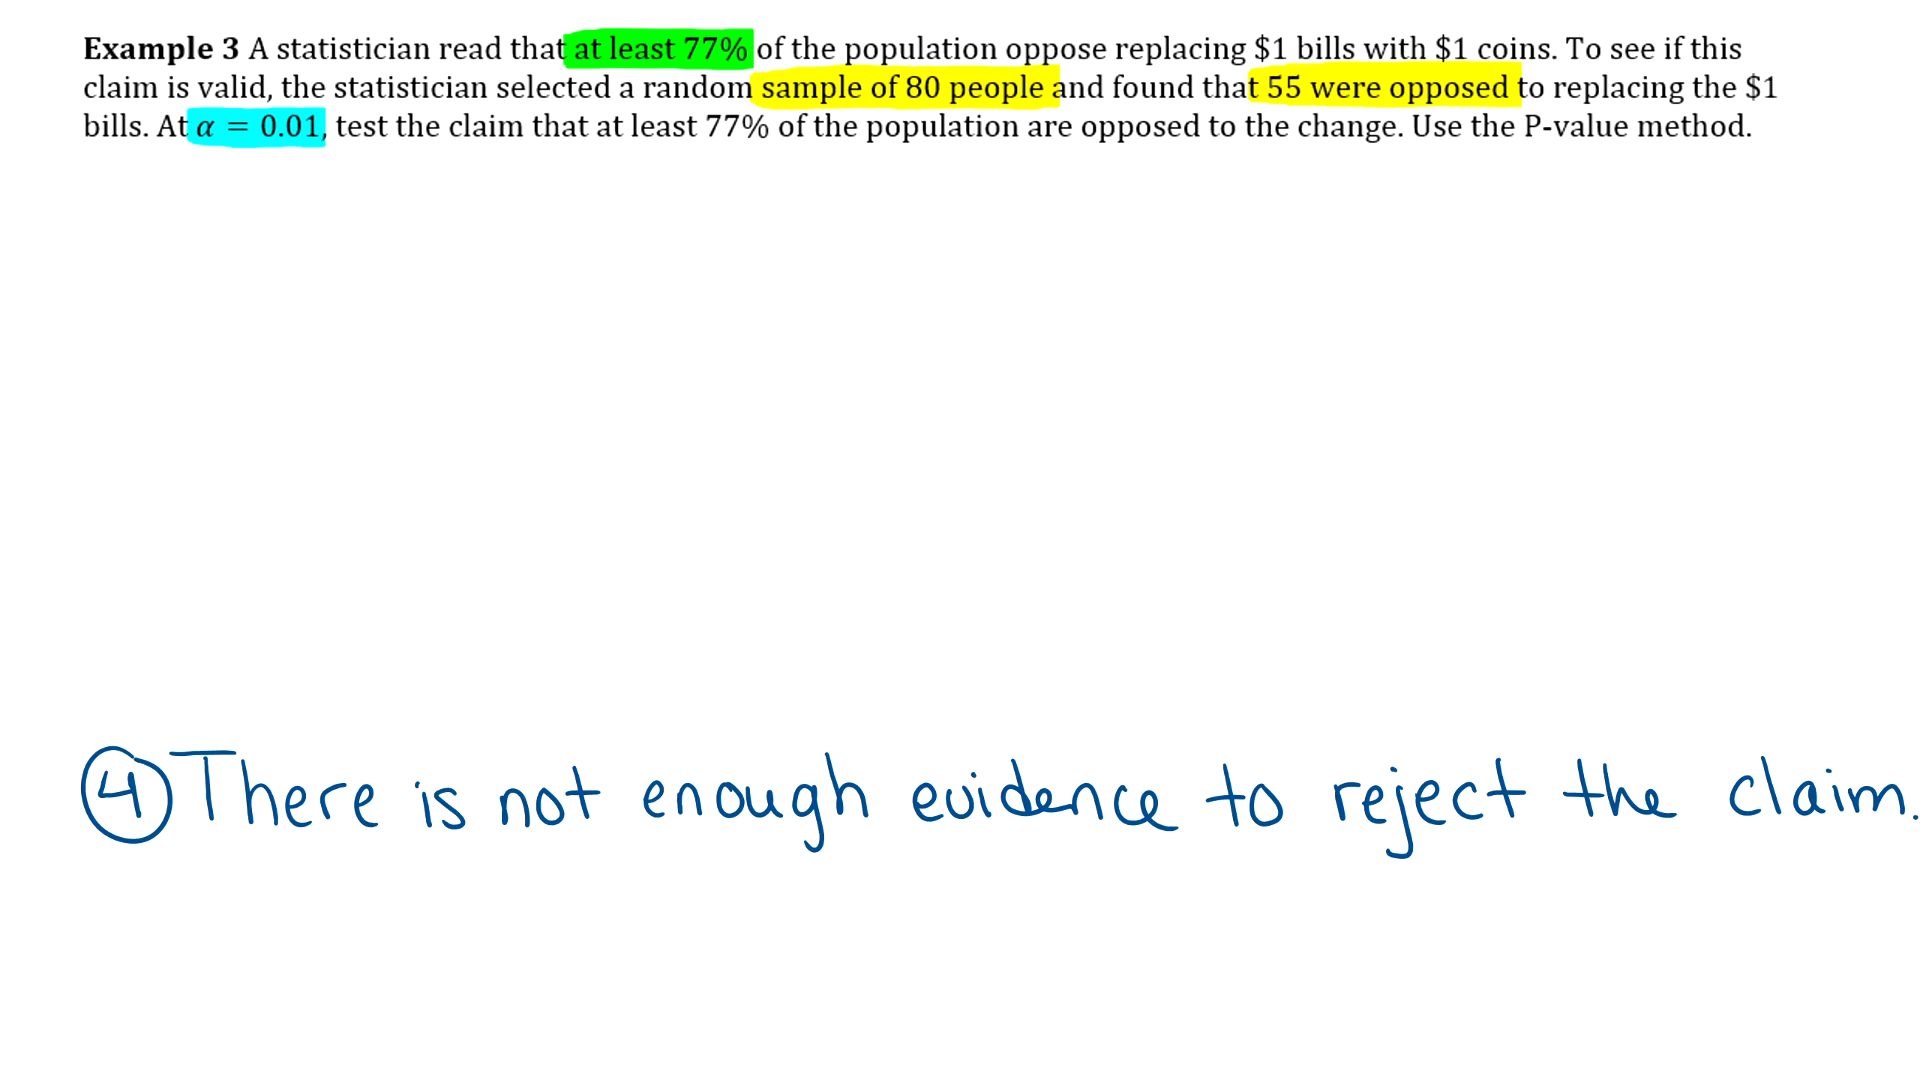 Example 3 A statistician read that at least 77% of the population oppose replacing $1 bills with $1 coins. To see if this
claim is valid, the statistician selected a random sample of 80 people and found that 55 were opposed to replacing the $1
bills. At α = 0.01, test the claim that at least 77% of the population are opposed to the change. Use the P-value method.
④ There is not enough evidence to reject the claim.